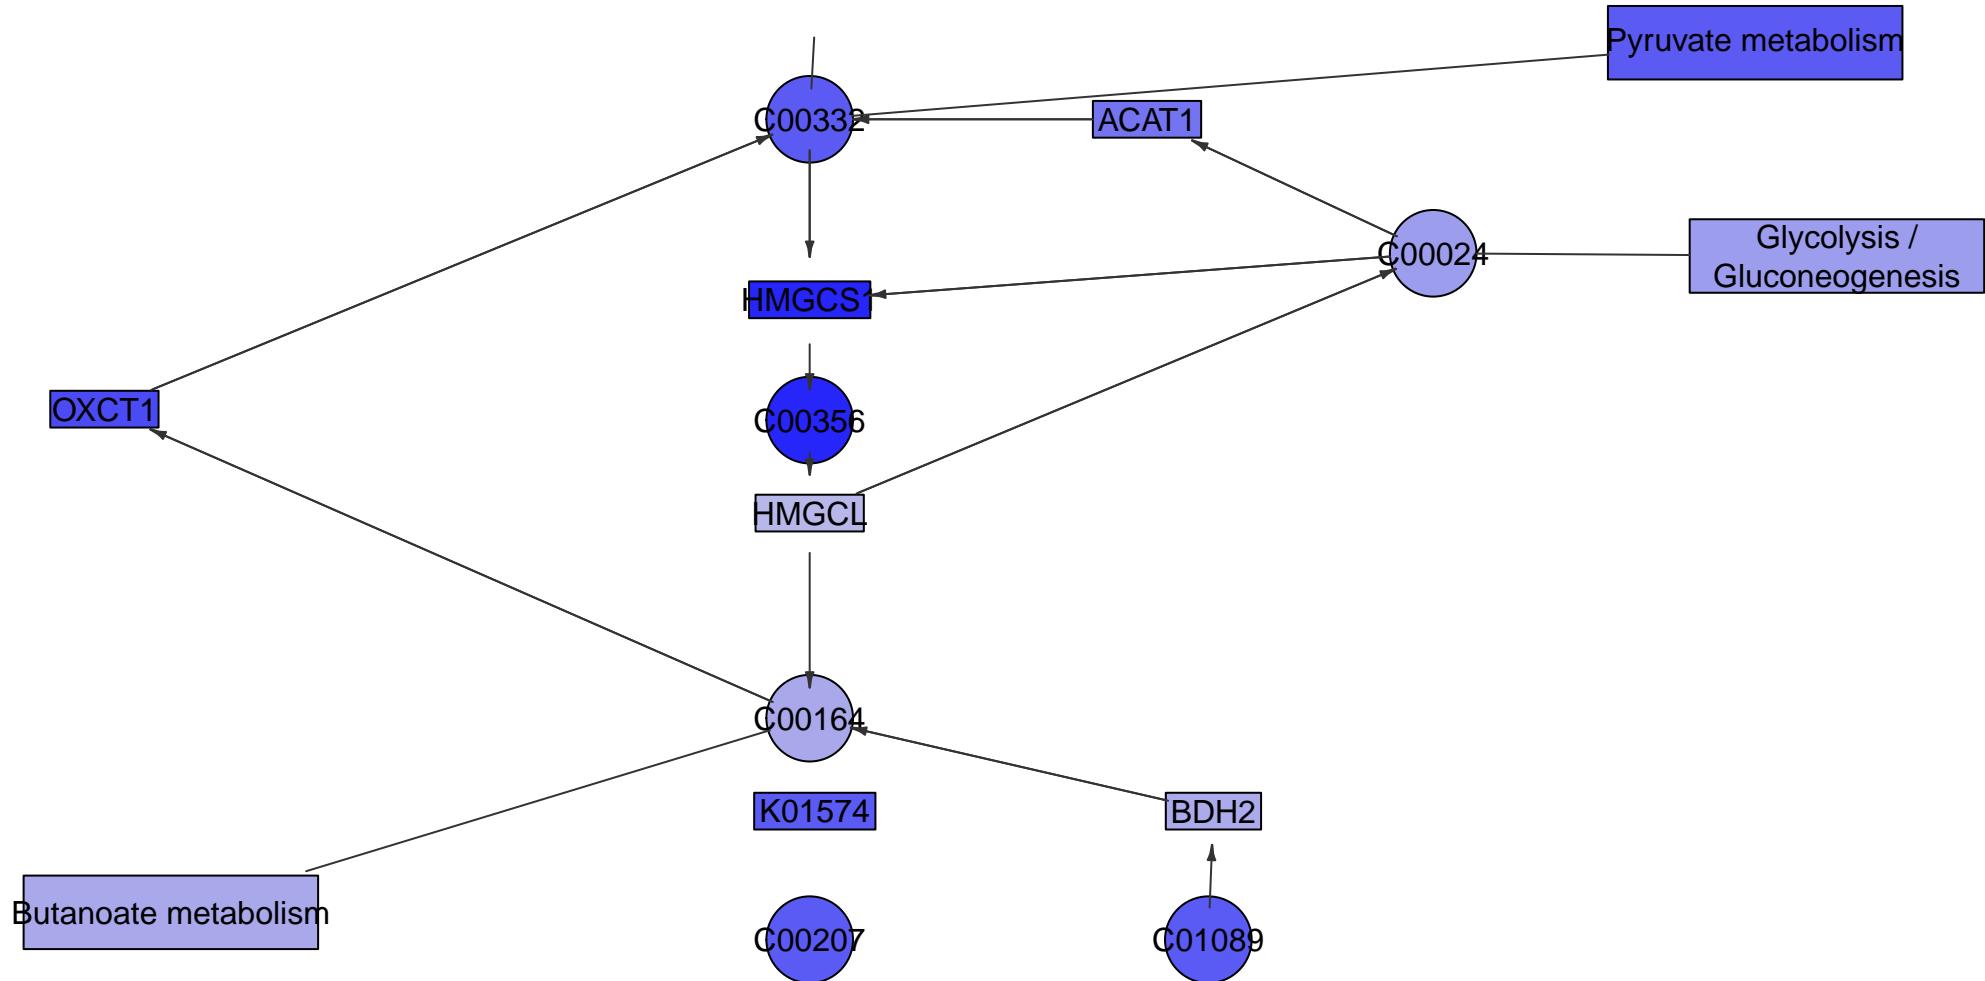 Pyruvate metabolism
C00332
ACAT1
C00024
Glycolysis /
Gluconeogenesis
HMGCS1
OXCT1
C00356
HMGCL
C00164
K01574
BDH2
Butanoate metabolism
C00207
C01089